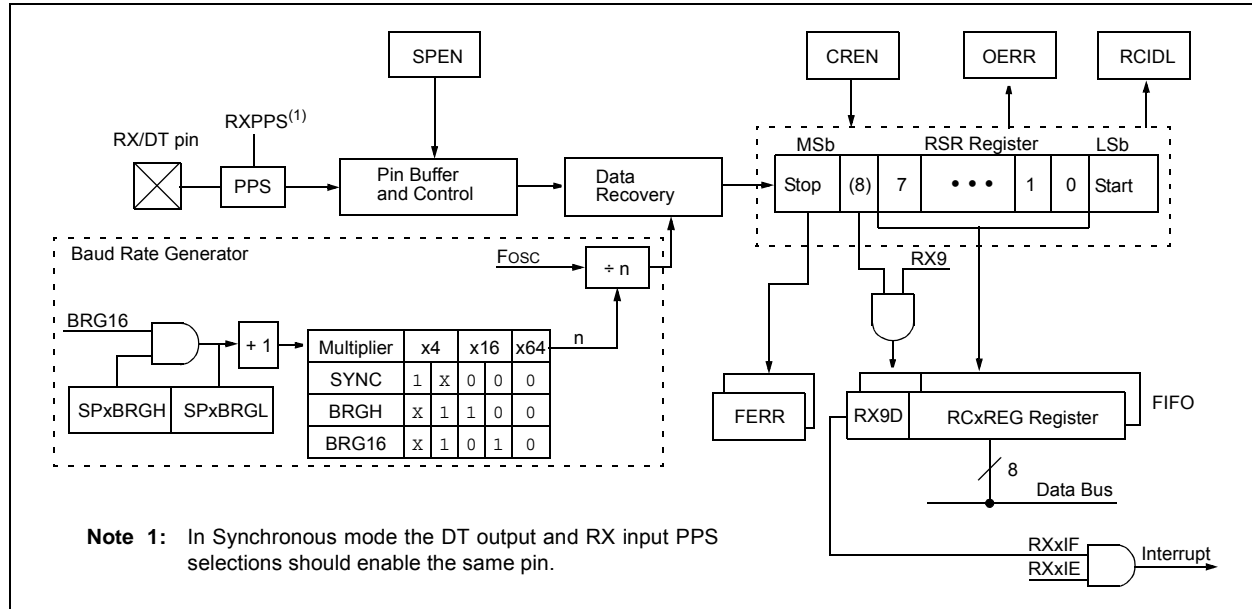 SPEN
CREN
OERR
RCIDL
RXPPS(1)
RX/DT pin
PPS
Pin Buffer
and Control
Data
Recovery
MSb
RSR Register
LSb
Stop (8) 7 • • • 1 0 Start
Baud Rate Generator
FOSC
÷ n
RX9
BRG16
+ 1
n
Multiplier x4 x16 x64
SYNC 1 X 0 0 0
BRGH X 1 1 0 0
BRG16 X 1 0 1 0
SPxBRGH SPxBRGL
FERR
RX9D
RCxREG Register
FIFO
8
Data Bus
RXxIF
RXxIE
Interrupt
Note 1: In Synchronous mode the DT output and RX input PPS
selections should enable the same pin.